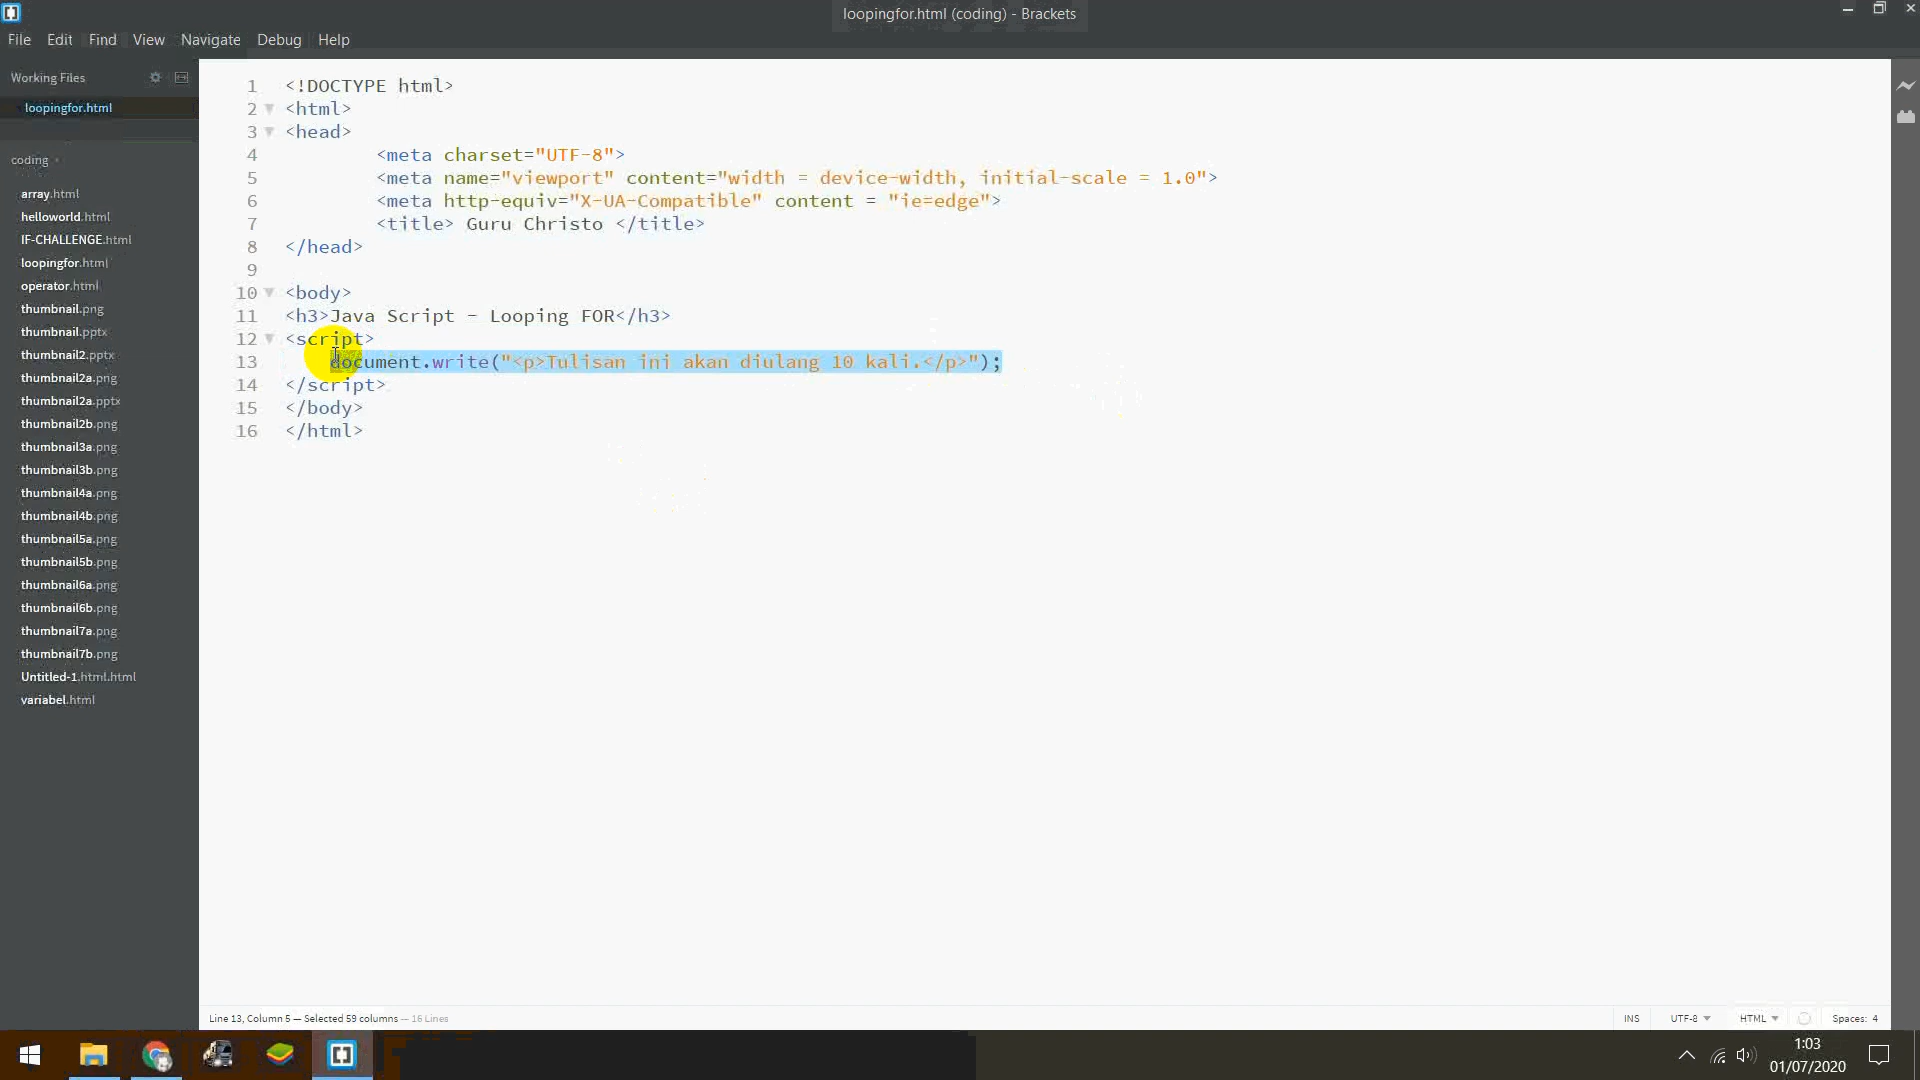 loopingfor.html (coding) - Brackets
File Edit Find View Navigate Debug Help
Working Files
loopingfor.html
coding
array.html
helloworld.html
IF-CHALLENGE.html
loopingfor.html
operator.html
thumbnail.png
thumbnail.pptx
thumbnail2.pptx
thumbnail2a.png
thumbnail2a.pptx
thumbnail2b.png
thumbnail3a.png
thumbnail3b.png
thumbnail4a.png
thumbnail4b.png
thumbnail5a.png
thumbnail5b.png
thumbnail6a.png
thumbnail6b.png
thumbnail7a.png
thumbnail7b.png
Untitled-1.html.html
variabel.html
1 <!DOCTYPE html>
2 <html>
3 <head>
4 <meta charset="UTF-8">
5 <meta name="viewport" content="width = device-width, initial-scale = 1.0">
6 <meta http-equiv="X-UA-Compatible" content = "ie=edge">
7 <title> Guru Christo </title>
8 </head>
9
10 <body>
11 <h3>Java Script - Looping FOR</h3>
12 <script>
13 document.write("<p>Tulisan ini akan diulang 10 kali.</p>");
14 </script>
15 </body>
16 </html>
Line 13, Column 5 — Selected 59 columns — 16 Lines
INS UTF-8 HTML Spaces: 4
1:03
01/07/2020